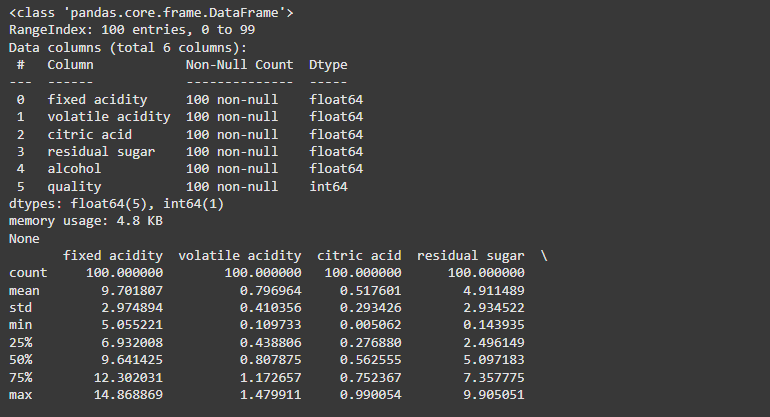 <class 'pandas.core.frame.DataFrame'>
RangeIndex: 100 entries, 0 to 99
Data columns (total 6 columns):
 #   Column            Non-Null Count  Dtype
---  ------            --------------  -----
 0   fixed acidity     100 non-null    float64
 1   volatile acidity  100 non-null    float64
 2   citric acid       100 non-null    float64
 3   residual sugar    100 non-null    float64
 4   alcohol           100 non-null    float64
 5   quality           100 non-null    int64
dtypes: float64(5), int64(1)
memory usage: 4.8 KB
None
       fixed acidity  volatile acidity  citric acid  residual sugar  \
count     100.000000        100.000000   100.000000      100.000000
mean        9.701807          0.796964     0.517601        4.911489
std         2.974894          0.410356     0.293426        2.934522
min         5.055221          0.109733     0.005062        0.143935
25%         6.932008          0.438806     0.276880        2.496149
50%         9.641425          0.807875     0.562555        5.097183
75%        12.302031          1.172657     0.752367        7.357775
max        14.868869          1.479911     0.990054        9.905051